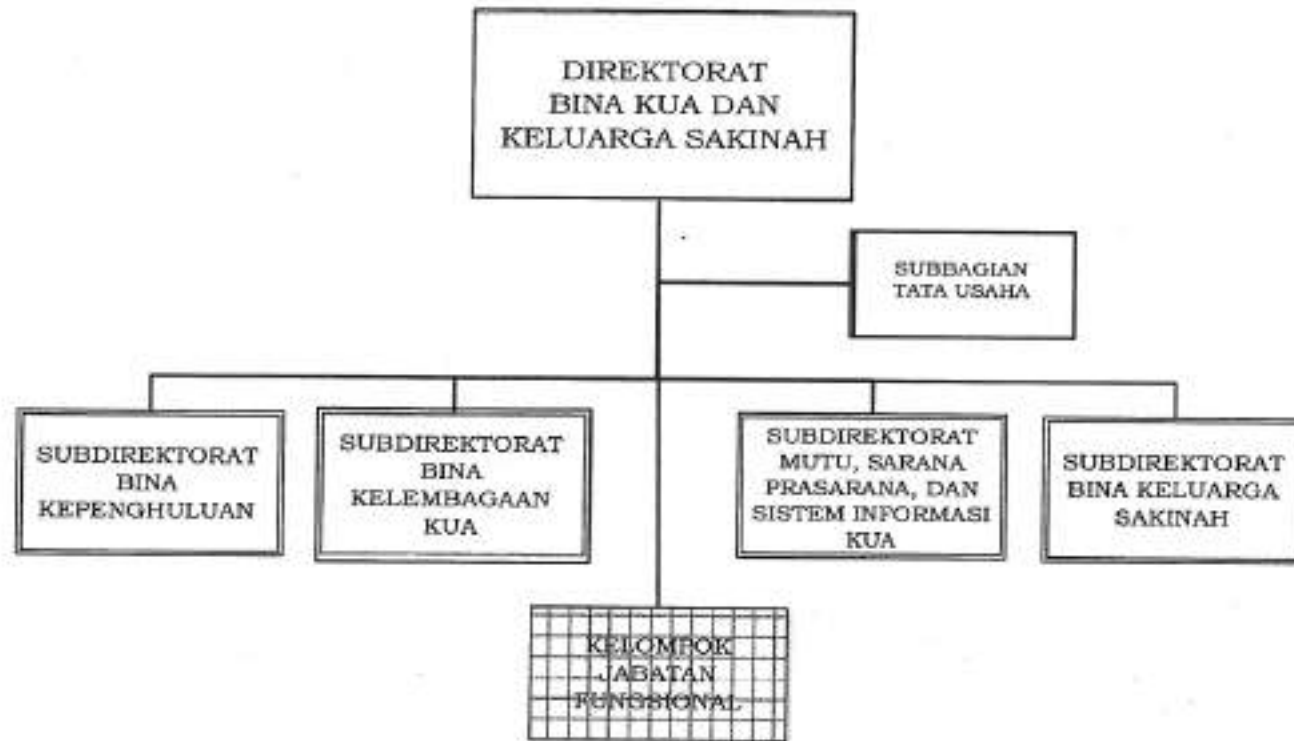 DIREKTORAT
BINA KUA DAN
KELUARGA SAKINAH
SUBBAGIAN
TATA USAHA
SUBDIREKTORAT
BINA
KEPENGHULUAN
SUBDIREKTORAT
BINA
KELEMBAGAAN
KUA
SUBDIREKTORAT
MUTU, SARANA
PRASARANA, DAN
SISTEM INFORMASI
KUA
SUBDIREKTORAT
BINA KELUARGA
SAKINAH
KELOMPOK
JABATAN
FUNGSIONAL